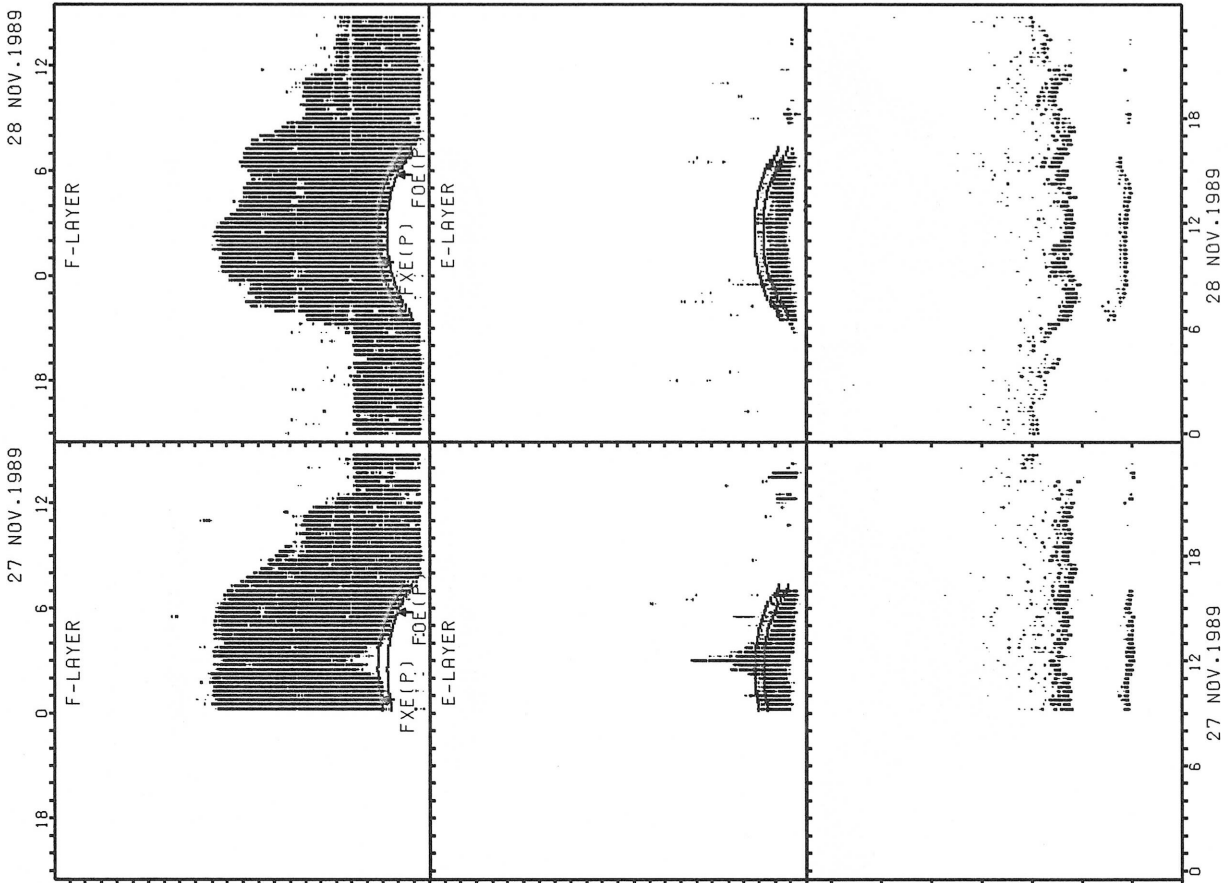 28 NOV.1989
12
6
0
18
27 NOV.1989
12
6
0
18
F-LAYER
FXE(P)
FOE(P)
E-LAYER
F-LAYER
FXE(P)
FOE(P)
E-LAYER
0
6
12
18
28 NOV.1989
0
6
12
18
27 NOV.1989